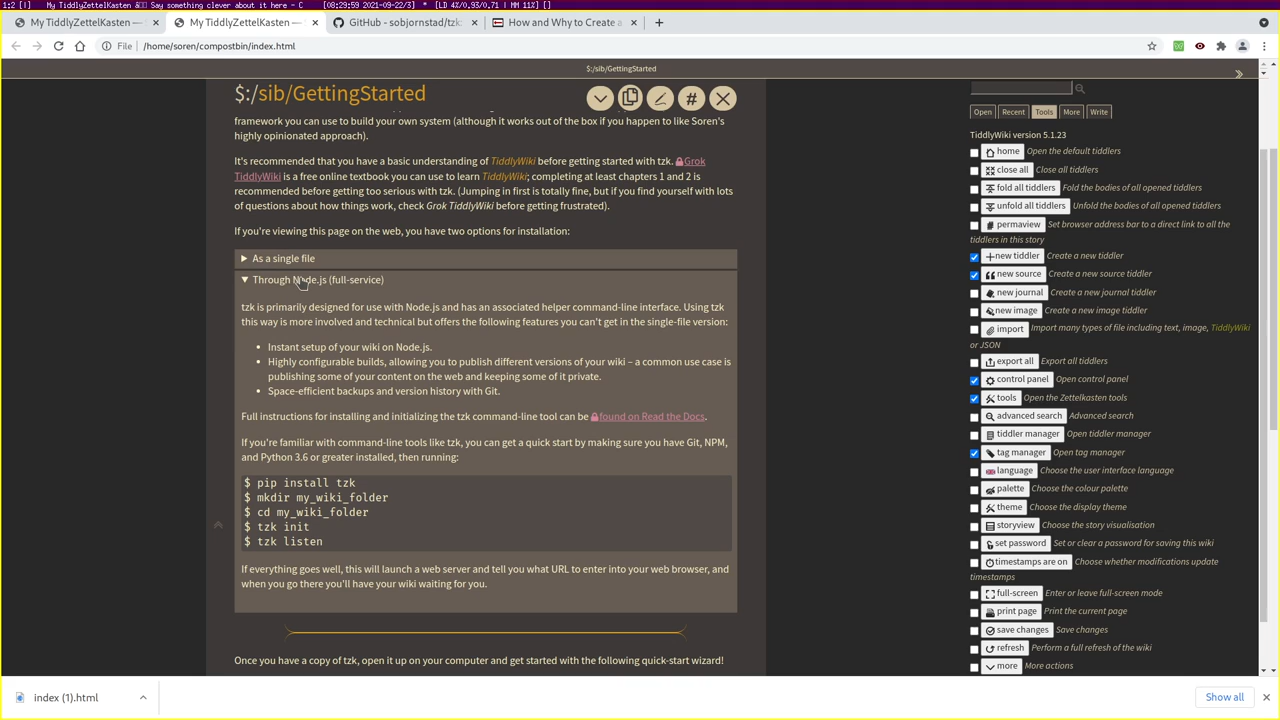 1:2 [!] My TiddlyZettelKasten Say something clever about it here - C (08:29:59 2021-09-22/3) * [LD 4%/0,93/0,71 | MM 11%] []
My TiddlyZettelKasten × My TiddlyZettelKasten × GitHub - sobjornstad/tzk × How and Why to Create a × +
File /home/soren/compostbin/index.html
$:/sib/GettingStarted
$:/sib/GettingStarted
framework you can use to build your own system (although it works out of the box if you happen to like Soren's
highly opinionated approach).
It's recommended that you have a basic understanding of TiddlyWiki before getting started with tzk. Grok
TiddlyWiki is a free online textbook you can use to learn TiddlyWiki; completing at least chapters 1 and 2 is
recommended before getting too serious with tzk. (Jumping in first is totally fine, but if you find yourself with lots
of questions about how things work, check Grok TiddlyWiki before getting frustrated).
If you're viewing this page on the web, you have two options for installation:
▶ As a single file
▼ Through Node.js (full-service)
tzk is primarily designed for use with Node.js and has an associated helper command-line interface. Using tzk
this way is more involved and technical but offers the following features you can't get in the single-file version:
• Instant setup of your wiki on Node.js.
• Highly configurable builds, allowing you to publish different versions of your wiki – a common use case is
publishing some of your content on the web and keeping some of it private.
• Space-efficient backups and version history with Git.
Full instructions for installing and initializing the tzk command-line tool can be found on Read the Docs.
If you're familiar with command-line tools like tzk, you can get a quick start by making sure you have Git, NPM,
and Python 3.6 or greater installed, then running:
$ pip install tzk
$ mkdir my_wiki_folder
$ cd my_wiki_folder
$ tzk init
$ tzk listen
If everything goes well, this will launch a web server and tell you what URL to enter into your web browser, and
when you go there you'll have your wiki waiting for you.
Once you have a copy of tzk, open it up on your computer and get started with the following quick-start wizard!
Open Recent Tools More Write
TiddlyWiki version 5.1.23
home Open the default tiddlers
close all Close all tiddlers
fold all tiddlers Fold the bodies of all opened tiddlers
unfold all tiddlers Unfold the bodies of all opened tiddlers
permaview Set browser address bar to a direct link to all
the tiddlers in this story
new tiddler Create a new tiddler
new source Create a new source tiddler
new journal Create a new journal tiddler
new image Create a new image tiddler
import Import many types of file including text, image, TiddlyWiki
or JSON
export all Export all tiddlers
control panel Open control panel
tools Open the Zettelkasten tools
advanced search Advanced search
tiddler manager Open tiddler manager
tag manager Open tag manager
language Choose the user interface language
palette Choose the colour palette
theme Choose the display theme
storyview Choose the story visualisation
set password Set or clear a password for saving this wiki
timestamps are on Choose whether modifications update
timestamps
full-screen Enter or leave full-screen mode
print page Print the current page
save changes Save changes
refresh Perform a full refresh of the wiki
more More actions
index (1).html
Show all